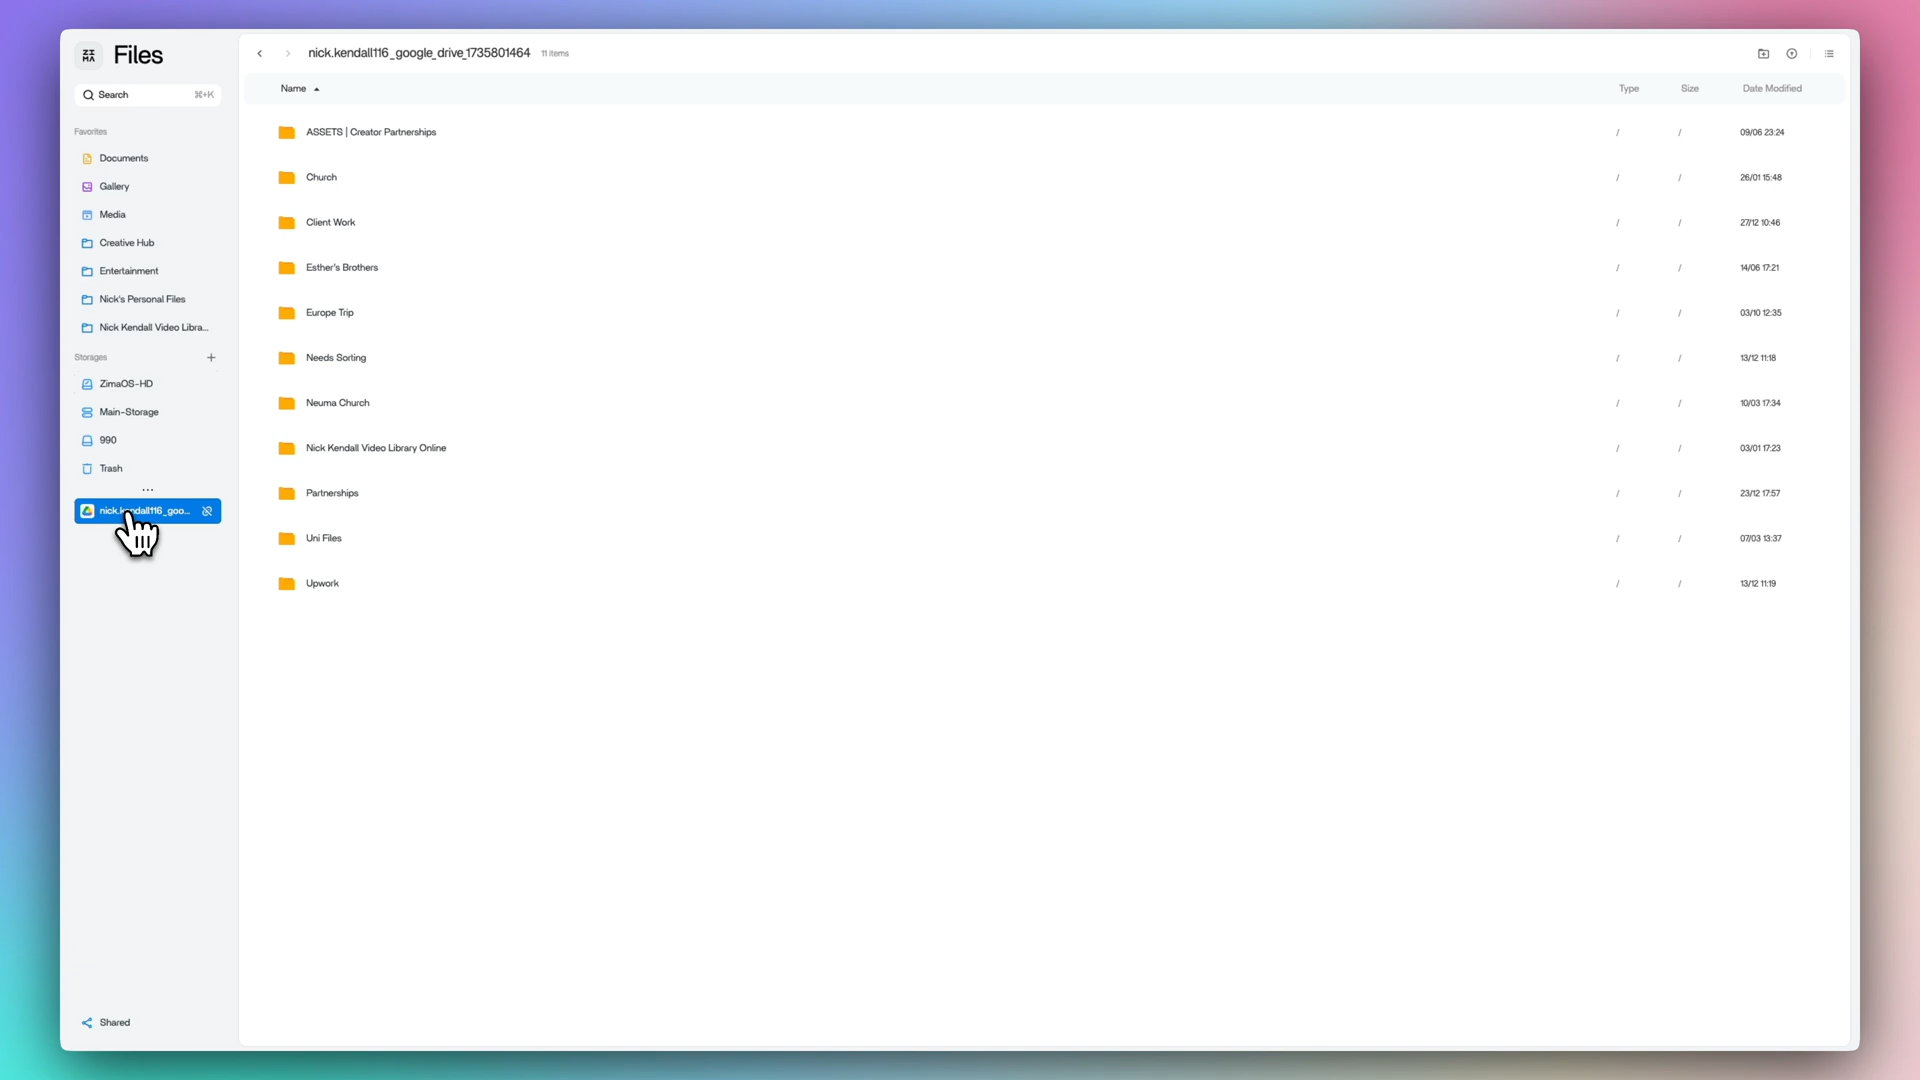 ZI
MA
Files
Search ⌘+K
Favorites
Documents
Gallery
Media
Creative Hub
Entertainment
Nick's Personal Files
Nick Kendall Video Libra...
Storages
ZimaOS-HD
Main-Storage
990
Trash
...
nick.kendall116_goo...
Shared
nick.kendall116_google_drive_1735801464 11 items
Name Type Size Date Modified
ASSETS | Creator Partnerships / / 09/06 23:24
Church / / 26/01 15:48
Client Work / / 27/12 10:46
Esther's Brothers / / 14/06 17:21
Europe Trip / / 03/10 12:35
Needs Sorting / / 13/12 11:18
Neuma Church / / 10/03 17:34
Nick Kendall Video Library Online / / 03/01 17:23
Partnerships / / 23/12 17:57
Uni Files / / 07/03 13:37
Upwork / / 13/12 11:19